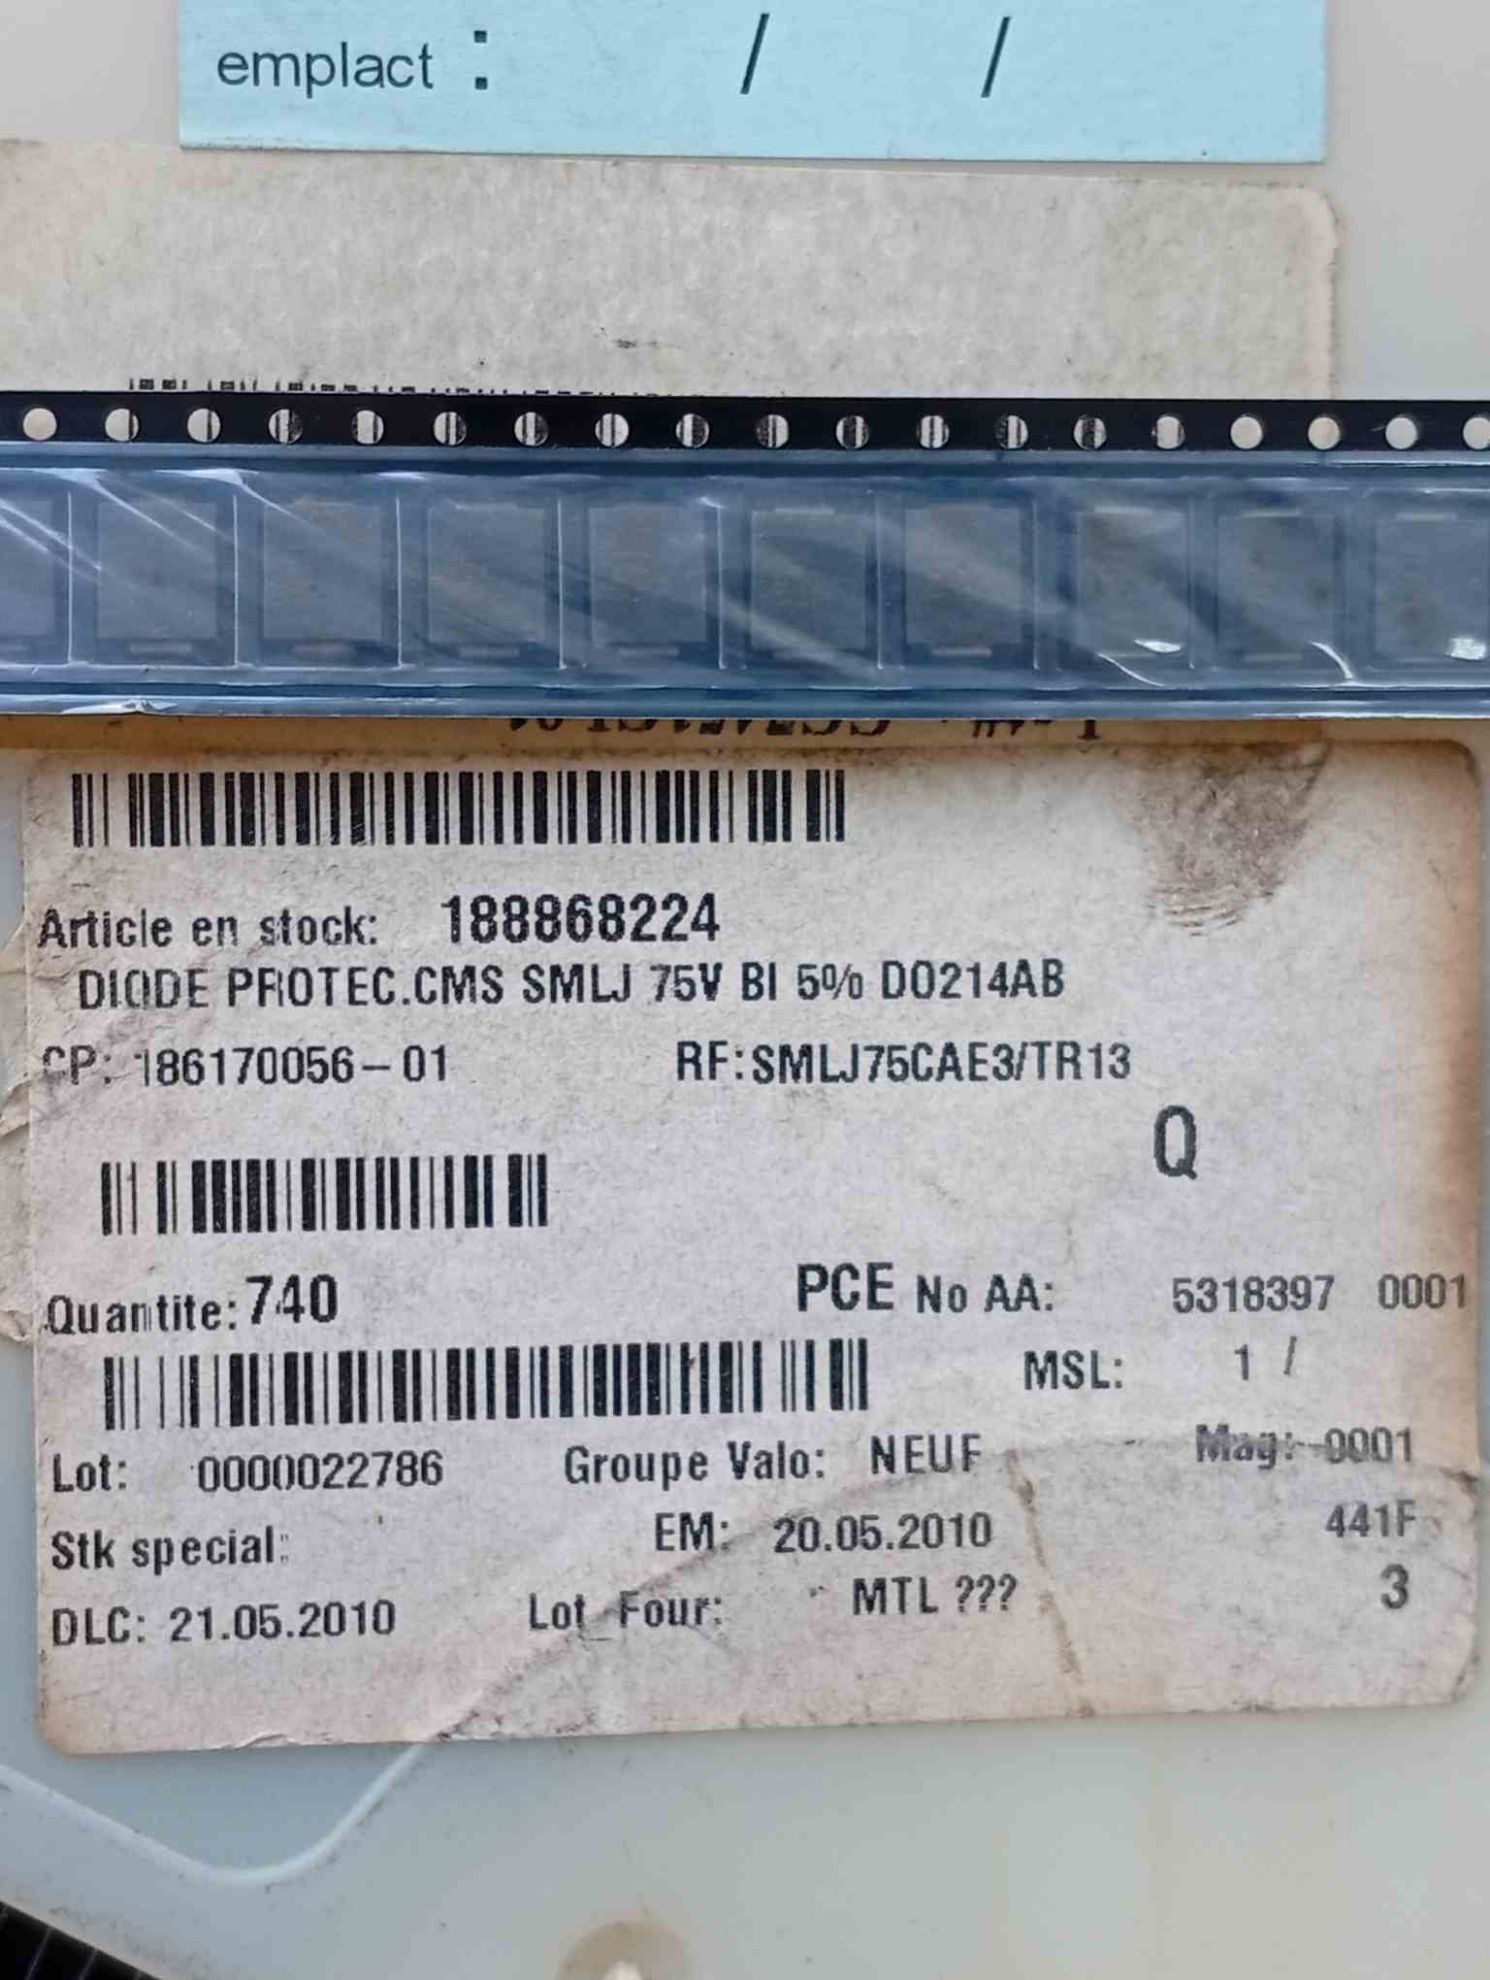 emplact : / /
Article en stock: 188868224
DIODE PROTEC.CMS SMLJ 75V BI 5% DO214AB
CP: 186170056-01 RF:SMLJ75CAE3/TR13
Q
Quantite: 740 PCE No AA: 5318397 0001
MSL: 1 /
Lot: 0000022786 Groupe Valo: NEUF Mag: 0001
Stk special: EM: 20.05.2010 441F
DLC: 21.05.2010 Lot Four: MTL ??? 3